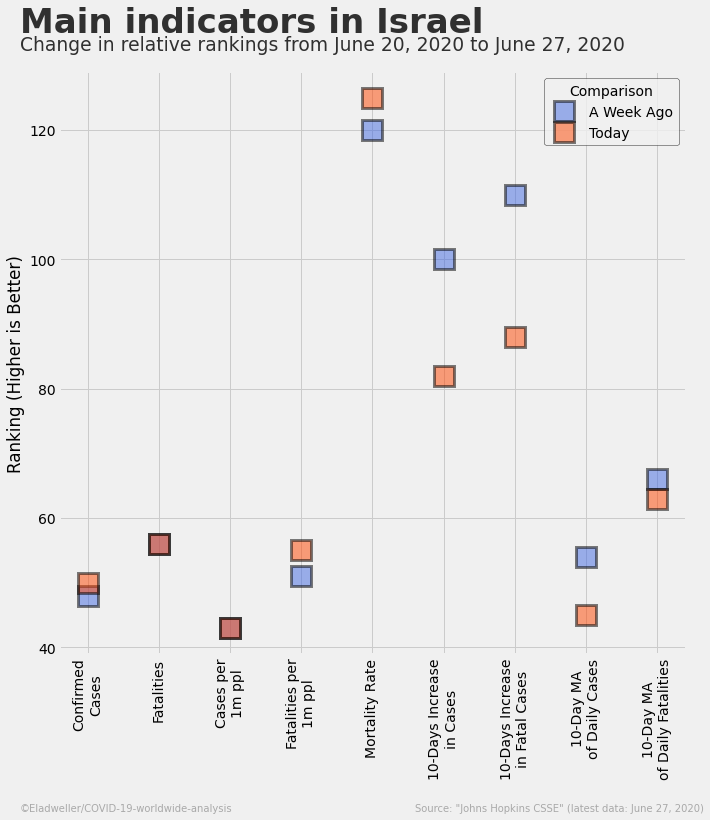 Main indicators in Israel
Change in relative rankings from June 20, 2020 to June 27, 2020
Comparison
A Week Ago
Today
Ranking (Higher is Better)
120
100
80
60
40
Confirmed
Cases
Fatalities
Cases per
1m ppl
Fatalities per
1m ppl
Mortality Rate
10-Days Increase
in Cases
10-Days Increase
in Fatal Cases
10-Day MA
of Daily Cases
10-Day MA
of Daily Fatalities
©Eladweller/COVID-19-worldwide-analysis
Source: "Johns Hopkins CSSE" (latest data: June 27, 2020)